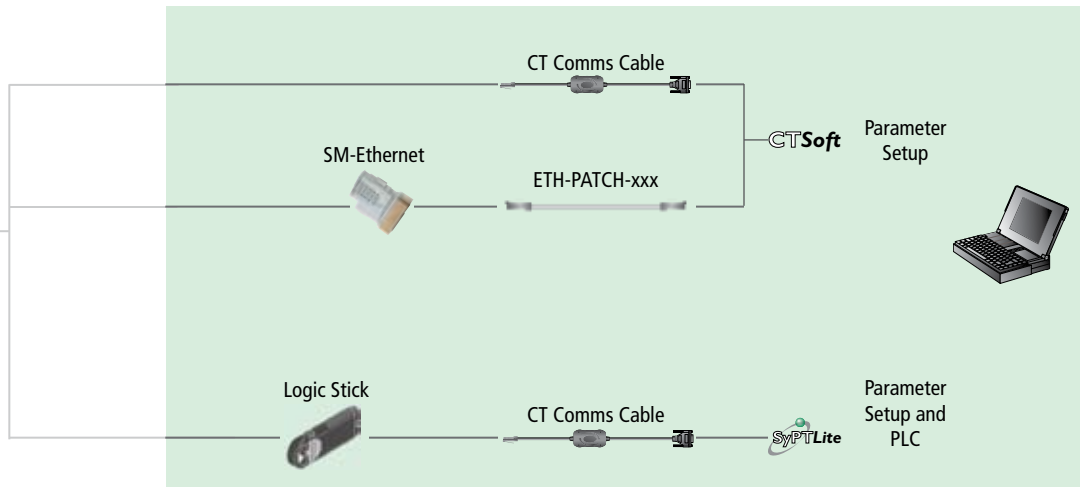 CT Comms Cable
CTSoft
Parameter
Setup
SM-Ethernet
ETH-PATCH-xxx
Logic Stick
CT Comms Cable
SyPTLite
Parameter
Setup and
PLC